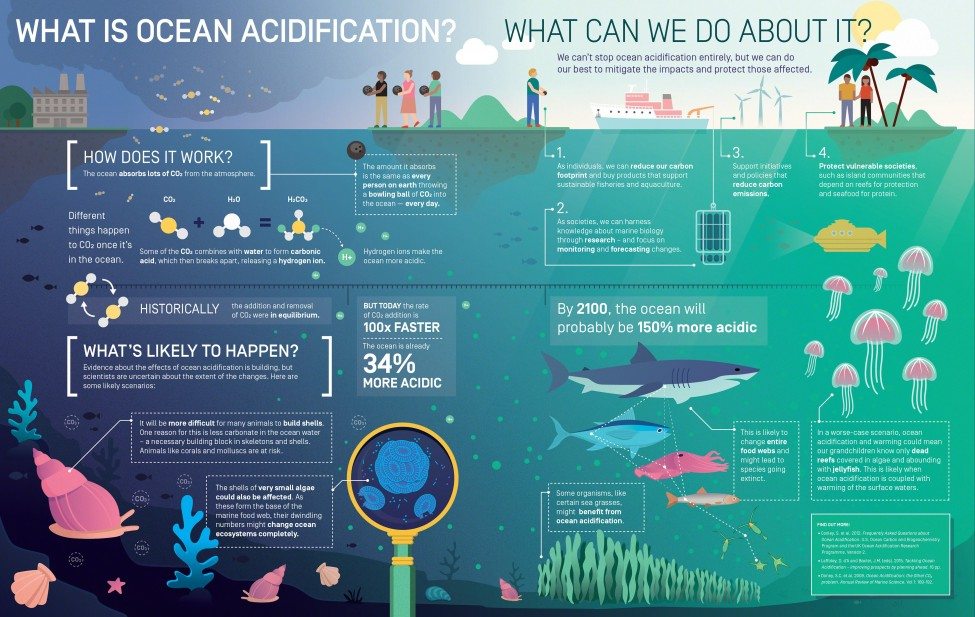 WHAT IS OCEAN ACIDIFICATION?
HOW DOES IT WORK?
The ocean absorbs lots of CO₂ from the atmosphere.
The amount it absorbs
is the same as every
person on earth throwing
a bowling ball of CO₂ into
the ocean — every day.
Different
things happen
to CO₂ once it's
in the ocean.
CO₂
H₂O
H₂CO₃
+
=
Some of the CO₂ combines with water to form carbonic
acid, which then breaks apart, releasing a hydrogen ion.
H+
Hydrogen ions make the
ocean more acidic.
HISTORICALLY
the addition and removal
of CO₂ were in equilibrium.
BUT TODAY the rate
of CO₂ addition is
100x FASTER
The ocean is already
34%
MORE ACIDIC
WHAT'S LIKELY TO HAPPEN?
Evidence about the effects of ocean acidification is building, but
scientists are uncertain about the extent of the changes. Here are
some likely scenarios:
It will be more difficult for many animals to build shells.
One reason for this is less carbonate in the ocean water
– a necessary building block in skeletons and shells.
Animals like corals and molluscs are at risk.
CO₃
CO₃
CO₃
CO₃
CO₃
CO₃
The shells of very small algae
could also be affected. As
these form the base of the
marine food web, their dwindling
numbers might change ocean
ecosystems completely.
WHAT CAN WE DO ABOUT IT?
We can't stop ocean acidification entirely, but we can do
our best to mitigate the impacts and protect those affected.
1.
As individuals, we can reduce our carbon
footprint and buy products that support
sustainable fisheries and aquaculture.
2.
As societies, we can harness
knowledge about marine biology
through research – and focus on
monitoring and forecasting changes.
3.
Support initiatives
and policies that
reduce carbon
emissions.
4.
Protect vulnerable societies,
such as island communities that
depend on reefs for protection
and seafood for protein.
By 2100, the ocean will
probably be 150% more acidic
This is likely to
change entire
food webs and
might lead to
species going
extinct.
Some organisms, like
certain sea grasses,
might benefit from
ocean acidification.
In a worse-case scenario, ocean
acidification and warming could mean
our grandchildren know only dead
reefs covered in algae and abounding
with jellyfish. This is likely when
ocean acidification is coupled with
warming of the surface waters.
FIND OUT MORE: